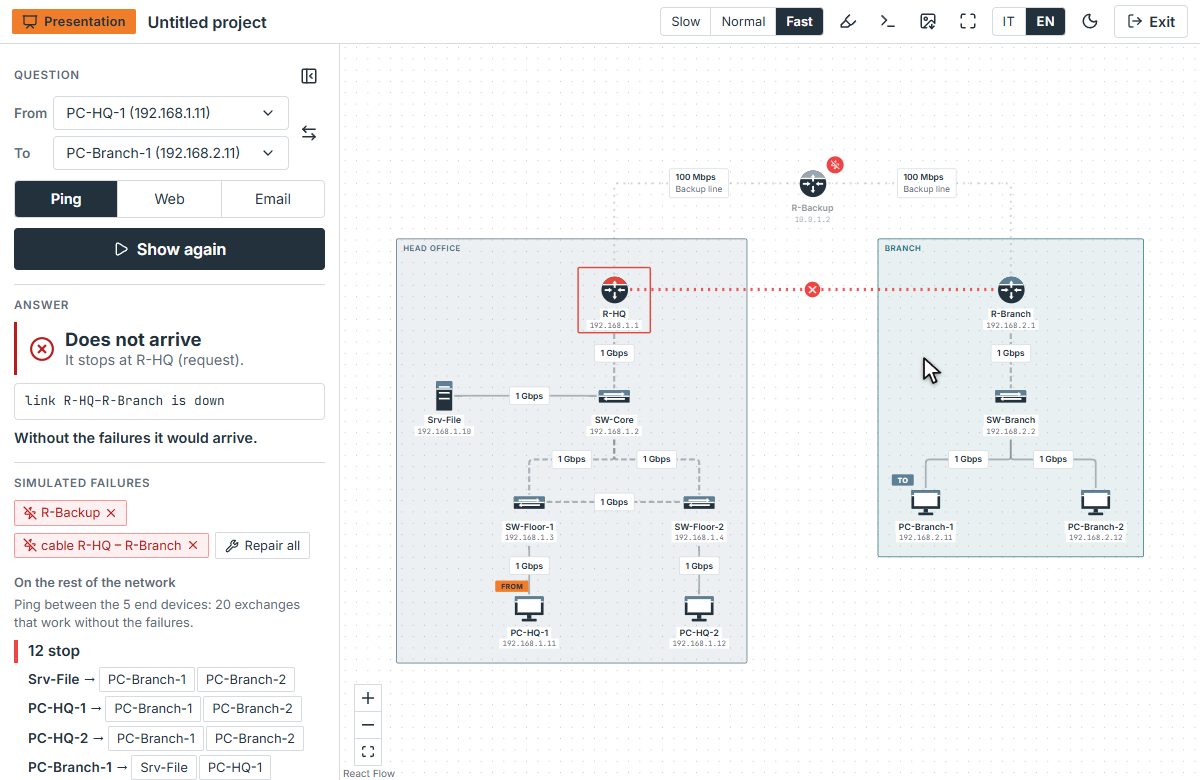 Presentation
Untitled project
Slow
Normal
Fast
IT
EN
Exit
QUESTION
From
PC-HQ-1 (192.168.1.11)
To
PC-Branch-1 (192.168.2.11)
Ping
Web
Email
Show again
ANSWER
Does not arrive
It stops at R-HQ (request).
link R-HQ–R-Branch is down
Without the failures it would arrive.
SIMULATED FAILURES
R-Backup
cable R-HQ – R-Branch
Repair all
On the rest of the network
Ping between the 5 end devices: 20 exchanges
that work without the failures.
12 stop
Srv-File → PC-Branch-1 PC-Branch-2
PC-HQ-1 → PC-Branch-1 PC-Branch-2
PC-HQ-2 → PC-Branch-1 PC-Branch-2
PC-Branch-1 → Srv-File PC-HQ-1
100 Mbps
Backup line
R-Backup
10.0.1.2
100 Mbps
Backup line
HEAD OFFICE
R-HQ
192.168.1.1
1 Gbps
Srv-File
192.168.1.10
1 Gbps
SW-Core
192.168.1.2
1 Gbps
1 Gbps
SW-Floor-1
192.168.1.3
1 Gbps
SW-Floor-2
192.168.1.4
1 Gbps
1 Gbps
FROM
PC-HQ-1
192.168.1.11
PC-HQ-2
192.168.1.12
BRANCH
R-Branch
192.168.2.1
1 Gbps
SW-Branch
192.168.2.2
1 Gbps
1 Gbps
TO
PC-Branch-1
192.168.2.11
PC-Branch-2
192.168.2.12
React Flow